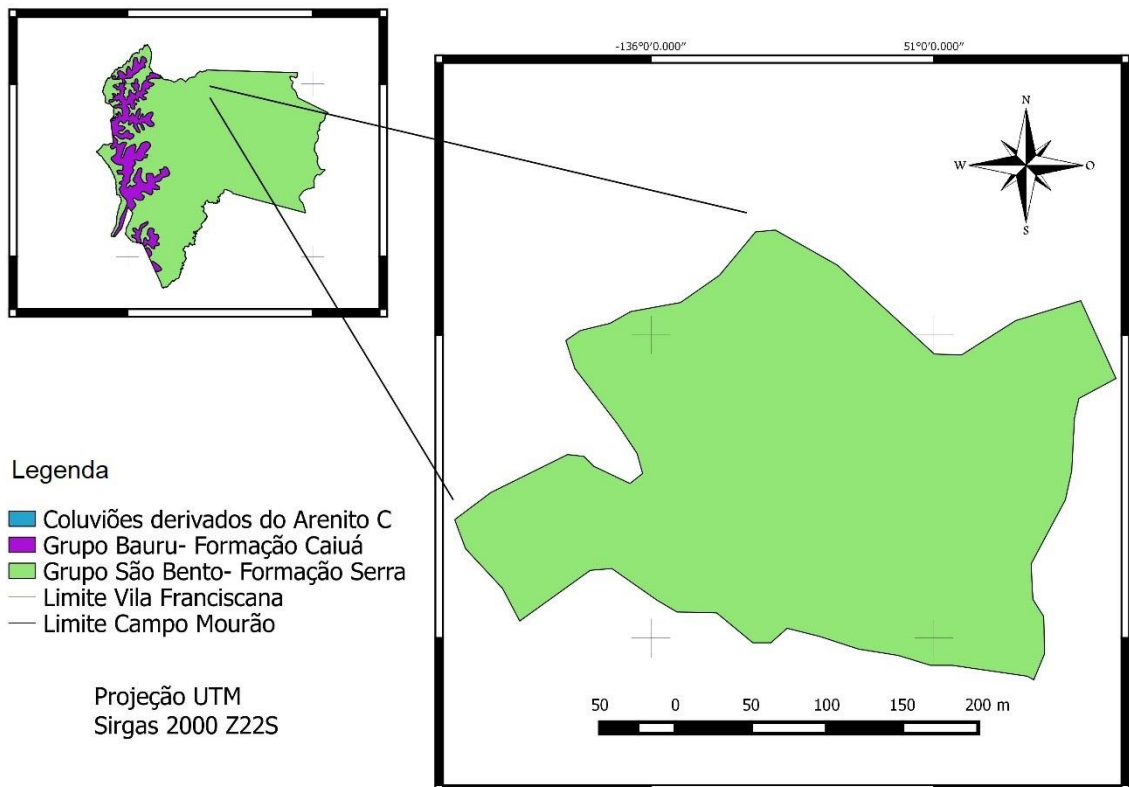 -136°0'0.000"
51°0'0.000"
N
W
O
S
Legenda
Coluviões derivados do Arenito C
Grupo Bauru- Formação Caiuá
Grupo São Bento- Formação Serra
Limite Vila Franciscana
Limite Campo Mourão
Projeção UTM
Sirgas 2000 Z22S
50 0 50 100 150 200 m